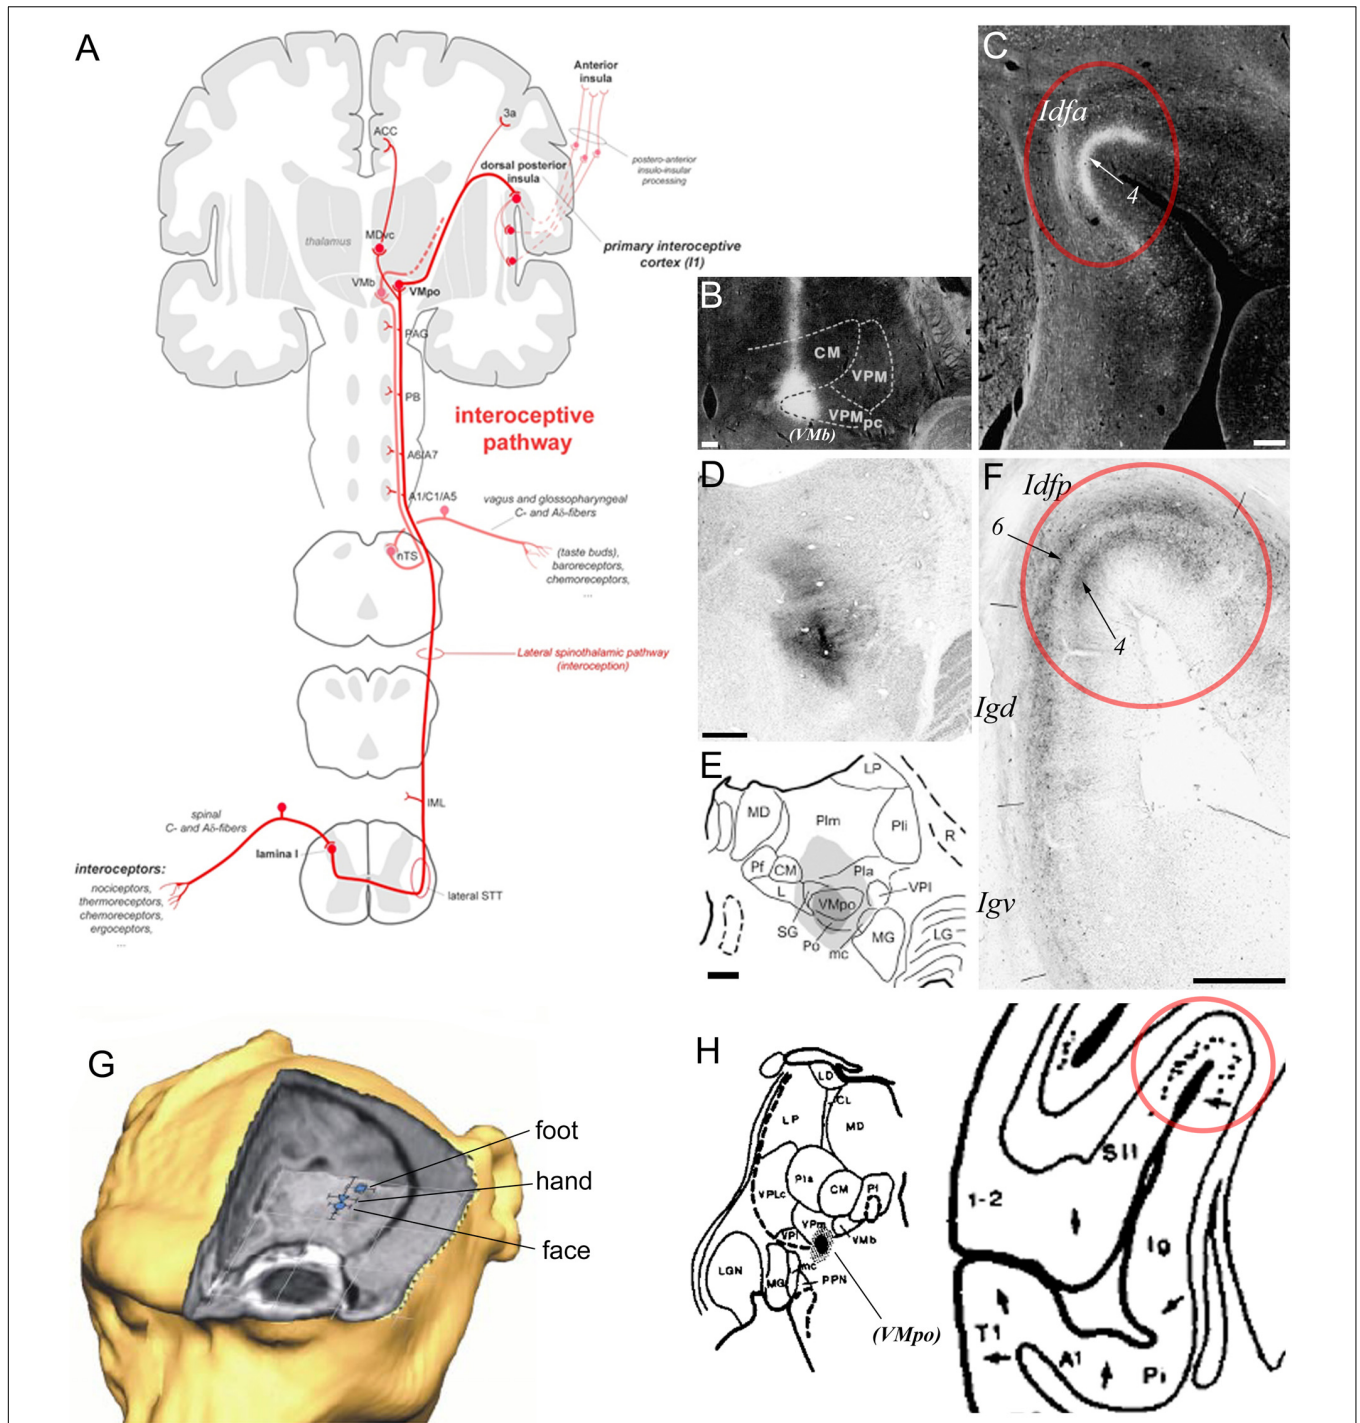 A
ACC
3a
Anterior
insula
dorsal posterior
insula
postero-anterior
insulo-insular
processing
thalamus
MDvc
primary interoceptive
cortex (I1)
VMb
VMpo
PAG
PB
interoceptive
pathway
A6/A7
A1/C1/A5
vagus and glossopharyngeal
C- and Aδ-fibers
nTS
(taste buds),
baroreceptors,
chemoreceptors,
...
Lateral spinothalamic pathway
(interoception)
IML
spinal
C- and Aδ-fibers
lamina I
interoceptors:
nociceptors,
thermoreceptors,
chemoreceptors,
ergoceptors,
...
lateral STT
B
CM
VPM
VPMpc
(VMb)
C
Idfa
4
D
E
LP
MD
Plm
Pli
R
Pf
CM
Pla
L
VPI
VMpo
SG
Po
mc
MG
LG
F
Idfp
6
4
Igd
Igv
G
foot
hand
face
H
LD
CL
LP
MD
Pla
CM
Pf
VPLc
VPm
VPI
VMb
LGN
MG
mc
PPN
(VMpo)
SII
1-2
Ig
T1
A1
Pi